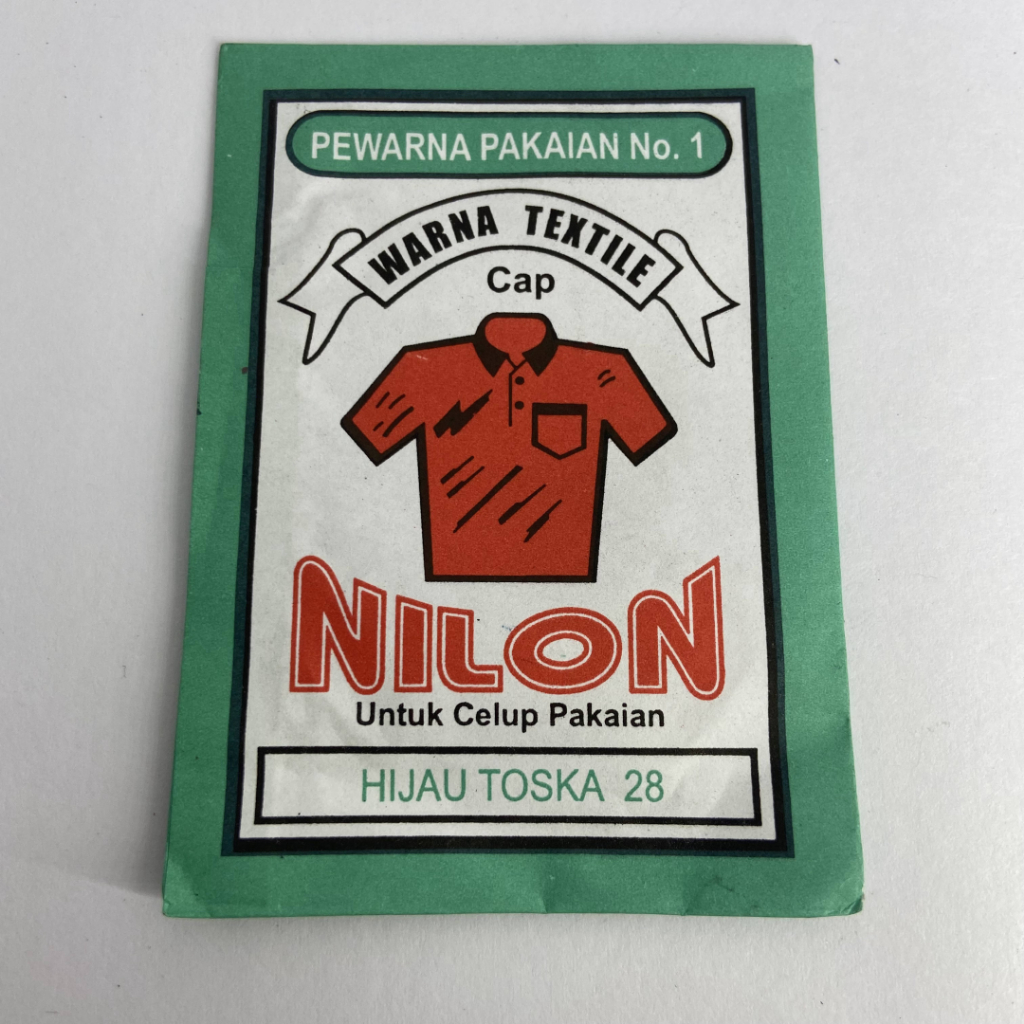 PEWARNA PAKAIAN No. 1
WARNA TEXTILE
Cap
NILON
Untuk Celup Pakaian
HIJAU TOSKA 28